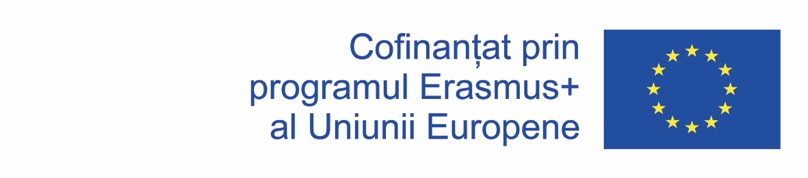 Cofinanțat prin
programul Erasmus+
al Uniunii Europene